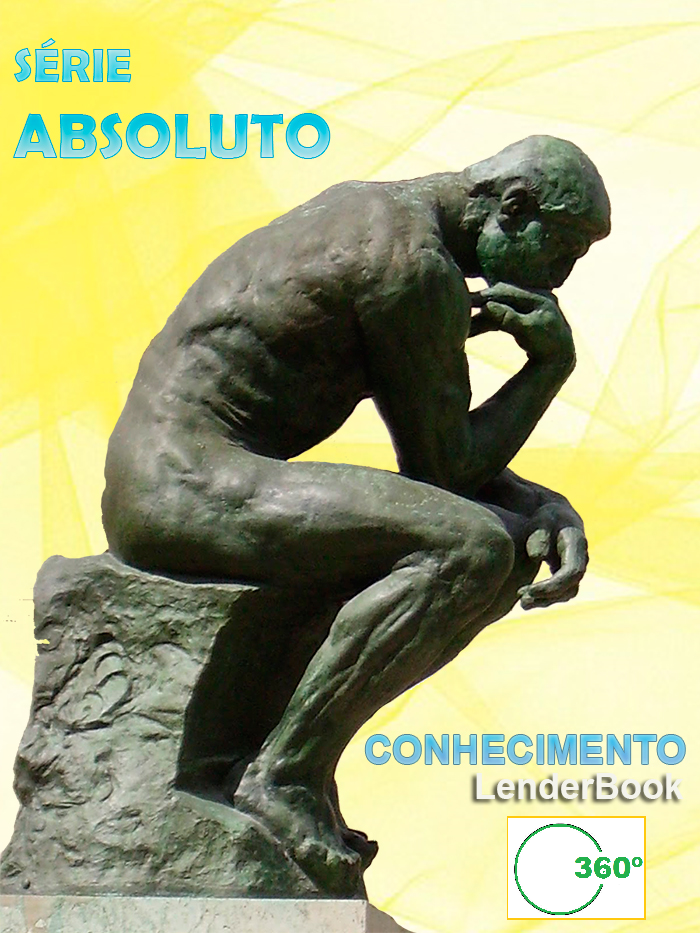 SÉRIE
ABSOLUTO
CONHECIMENTO
LenderBook
360º